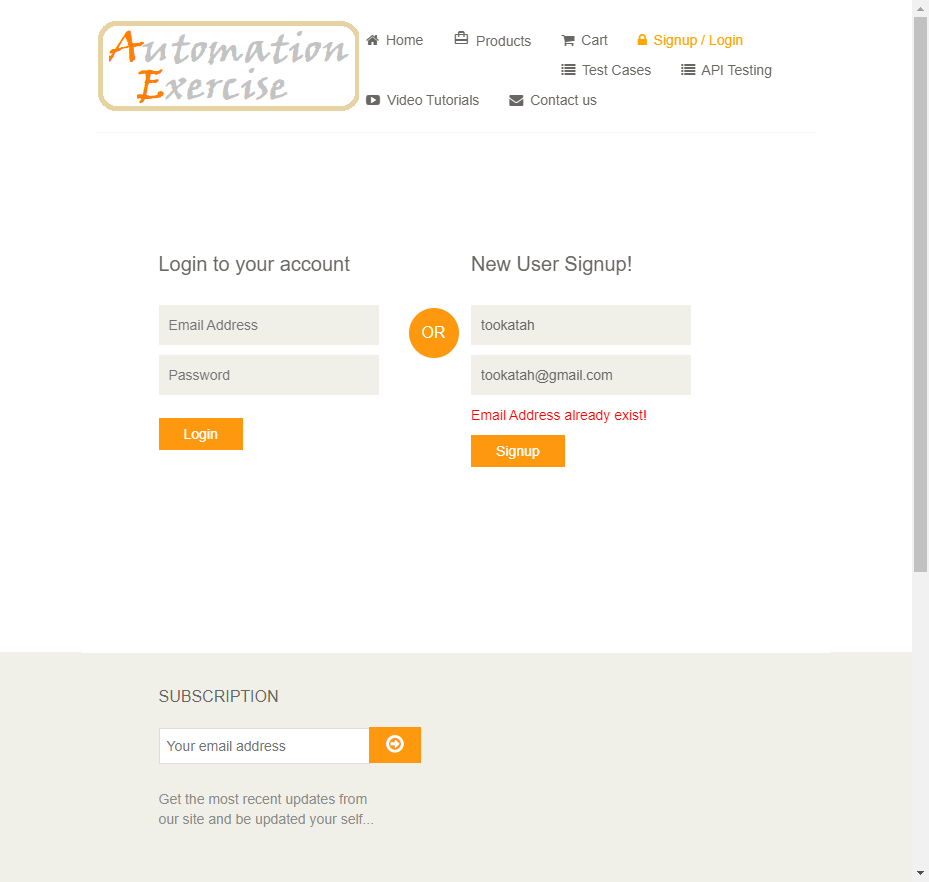 Automation
Exercise
Home Products Cart Signup / Login
Test Cases API Testing
Video Tutorials Contact us
Login to your account
Email Address
Password
Login
OR
New User Signup!
tookatah
tookatah@gmail.com
Email Address already exist!
Signup
SUBSCRIPTION
Your email address
Get the most recent updates from
our site and be updated your self...